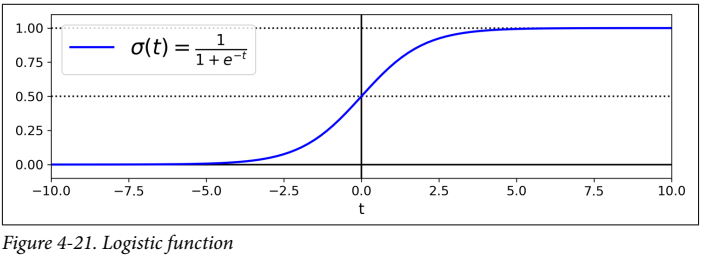 1.00
0.75
0.50
0.25
0.00
σ(t) = 1 / (1 + e^{-t})
−10.0 −7.5 −5.0 −2.5 0.0 2.5 5.0 7.5 10.0
t
Figure 4-21. Logistic function